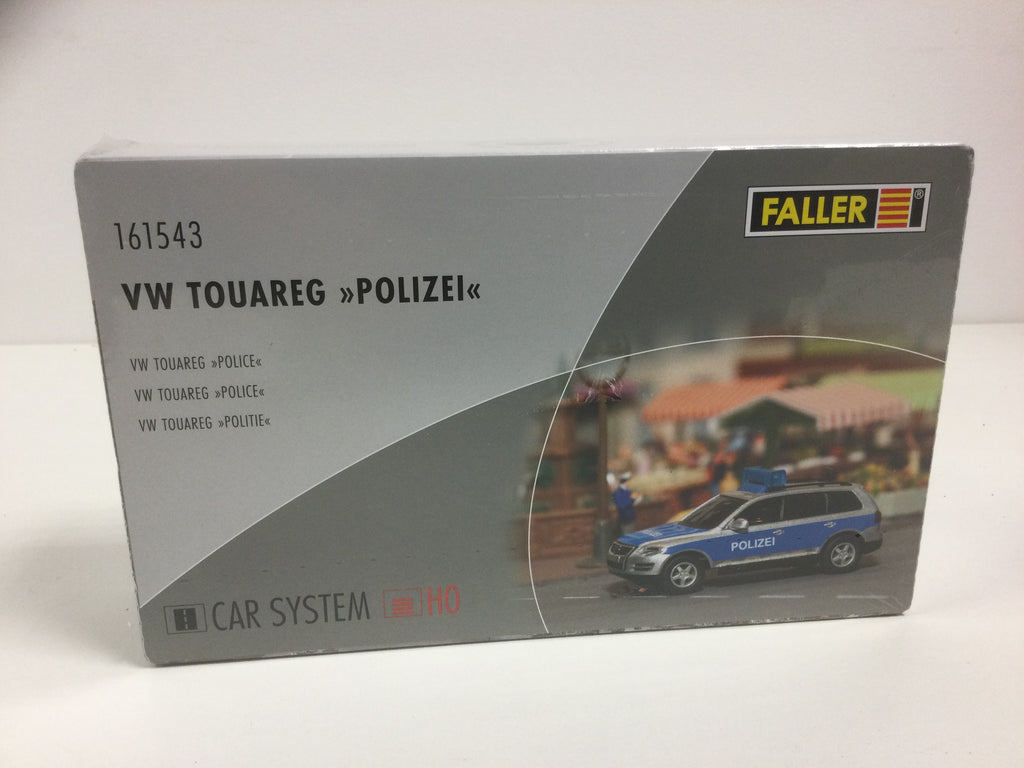 161543
FALLER ®
VW TOUAREG »POLIZEI«
VW TOUAREG »POLICE«
VW TOUAREG »POLICE«
VW TOUAREG »POLITIE«
POLIZEI
CAR SYSTEM H0